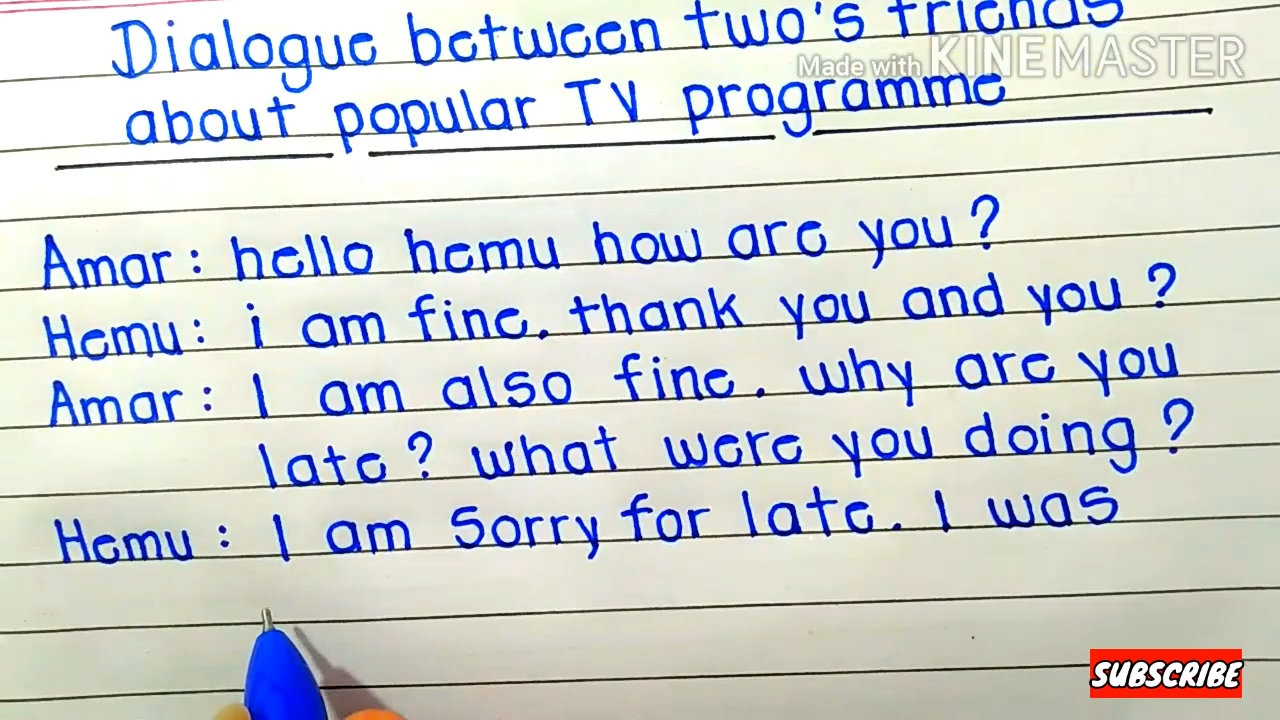 Dialogue between two's friends
Made with KINEMASTER
about popular TV programme
Amar: hello hemu how are you?
Hemu: i am fine. thank you and you?
Amar: I am also fine. why are you
late? what were you doing?
Hemu: I am Sorry for late. I was
SUBSCRIBE